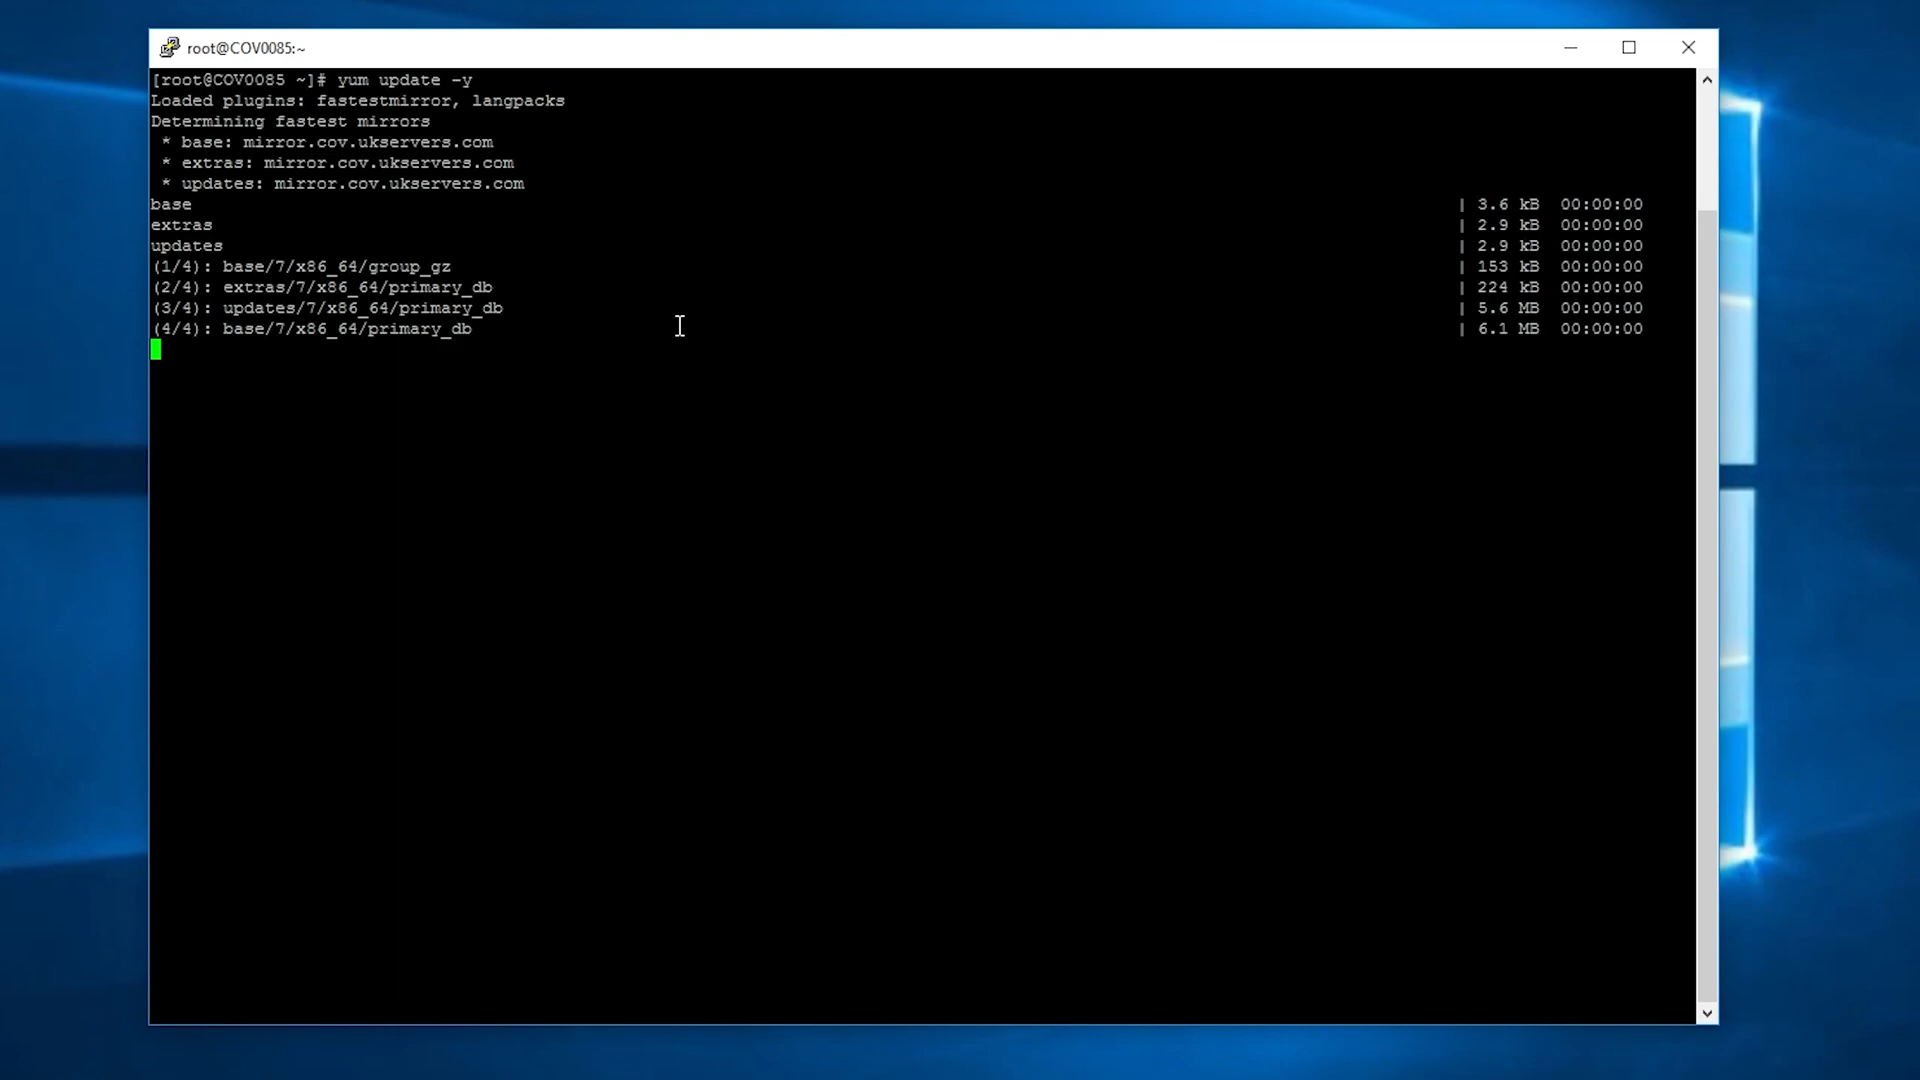 root@COV0085:~
[root@COV0085 ~]# yum update -y
Loaded plugins: fastestmirror, langpacks
Determining fastest mirrors
* base: mirror.cov.ukservers.com
* extras: mirror.cov.ukservers.com
* updates: mirror.cov.ukservers.com
base | 3.6 kB 00:00:00
extras | 2.9 kB 00:00:00
updates | 2.9 kB 00:00:00
(1/4): base/7/x86_64/group_gz | 153 kB 00:00:00
(2/4): extras/7/x86_64/primary_db | 224 kB 00:00:00
(3/4): updates/7/x86_64/primary_db | 5.6 MB 00:00:00
(4/4): base/7/x86_64/primary_db | 6.1 MB 00:00:00